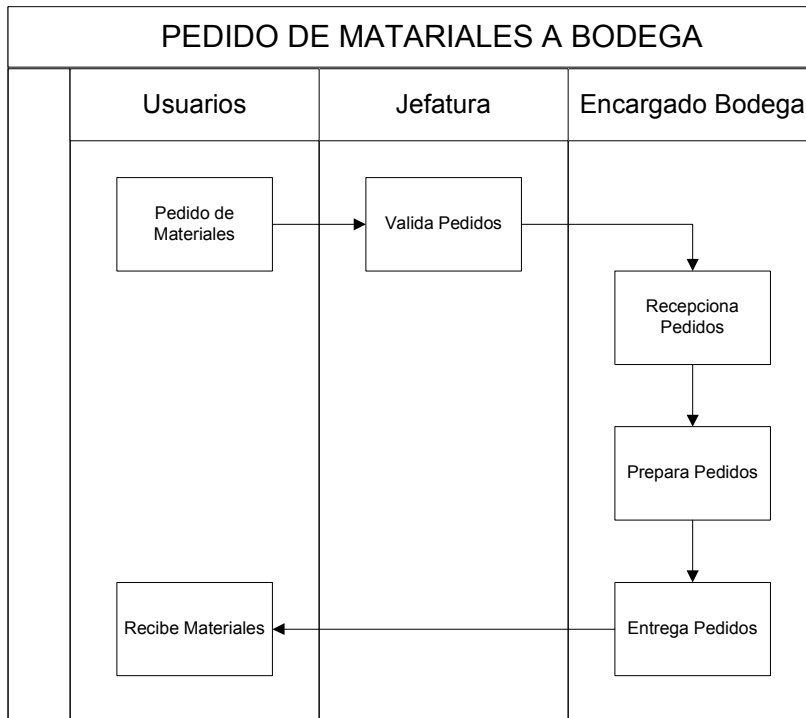 PEDIDO DE MATARIALES A BODEGA
Usuarios
Jefatura
Encargado Bodega
Pedido de
Materiales
Valida Pedidos
Recepciona
Pedidos
Prepara Pedidos
Recibe Materiales
Entrega Pedidos